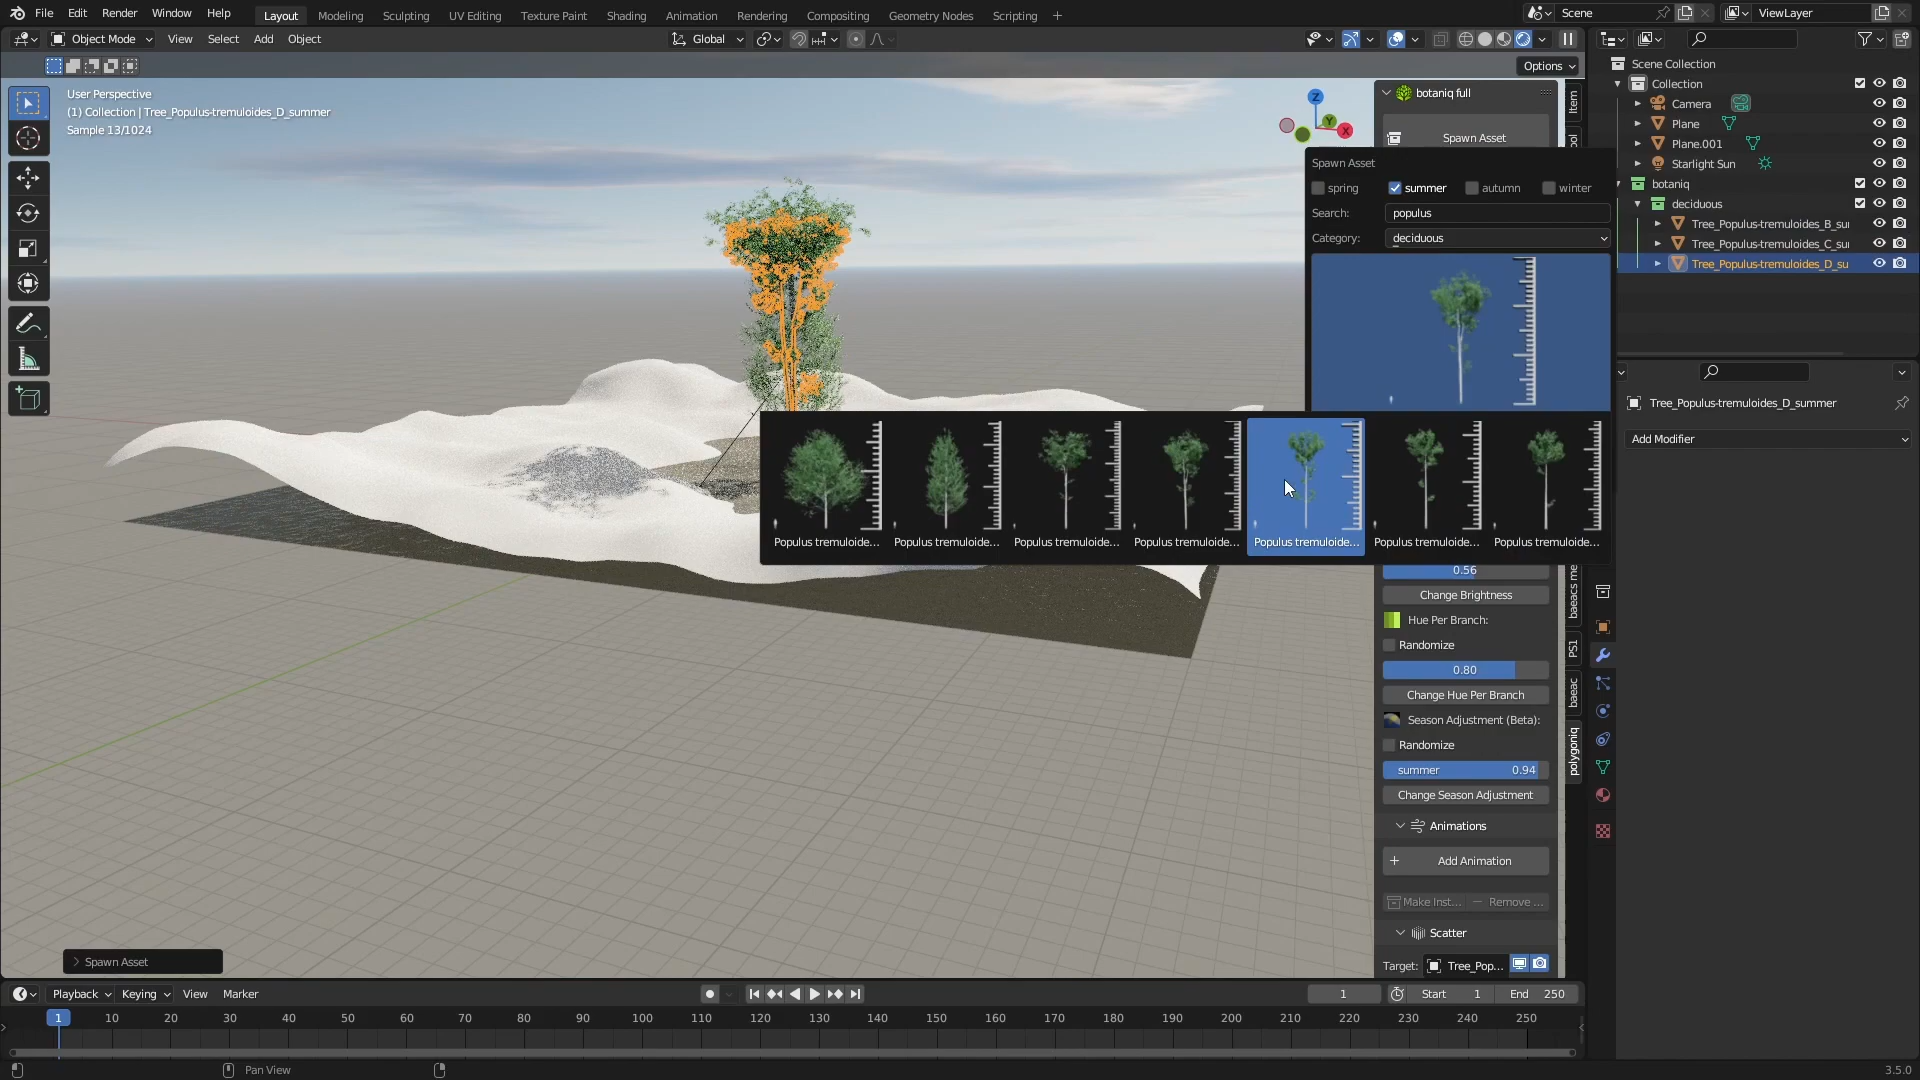 File Edit Render Window Help Layout Modeling Sculpting UV Editing Texture Paint Shading Animation Rendering Compositing Geometry Nodes Scripting + Scene ViewLayer
Object Mode View Select Add Object Global
Options
User Perspective
(1) Collection | Tree_Populus-tremuloides_D_summer
Sample 13/1024
Z
Y
X
botaniq full
Spawn Asset
Item
Spawn Asset
spring summer autumn winter
Search: populus
Category: deciduous
Populus tremuloide... Populus tremuloide... Populus tremuloide... Populus tremuloide... Populus tremuloide... Populus tremuloide... Populus tremuloide...
0.56
Change Brightness
Hue Per Branch:
Randomize
0.80
Change Hue Per Branch
Season Adjustment (Beta):
Randomize
summer 0.94
Change Season Adjustment
Animations
Add Animation
Make Inst... Remove ...
Scatter
Target: Tree_Pop...
baeacs me
PS1
baeac
polygoniq
Scene Collection
Collection
Camera
Plane
Plane.001
Starlight Sun
botaniq
deciduous
Tree_Populus-tremuloides_B_su
Tree_Populus-tremuloides_C_su
Tree_Populus-tremuloides_D_su
Tree_Populus-tremuloides_D_summer
Add Modifier
Spawn Asset
Playback Keying View Marker 1 Start 1 End 250
1 10 20 30 40 50 60 70 80 90 100 110 120 130 140 150 160 170 180 190 200 210 220 230 240 250
Pan View 3.5.0